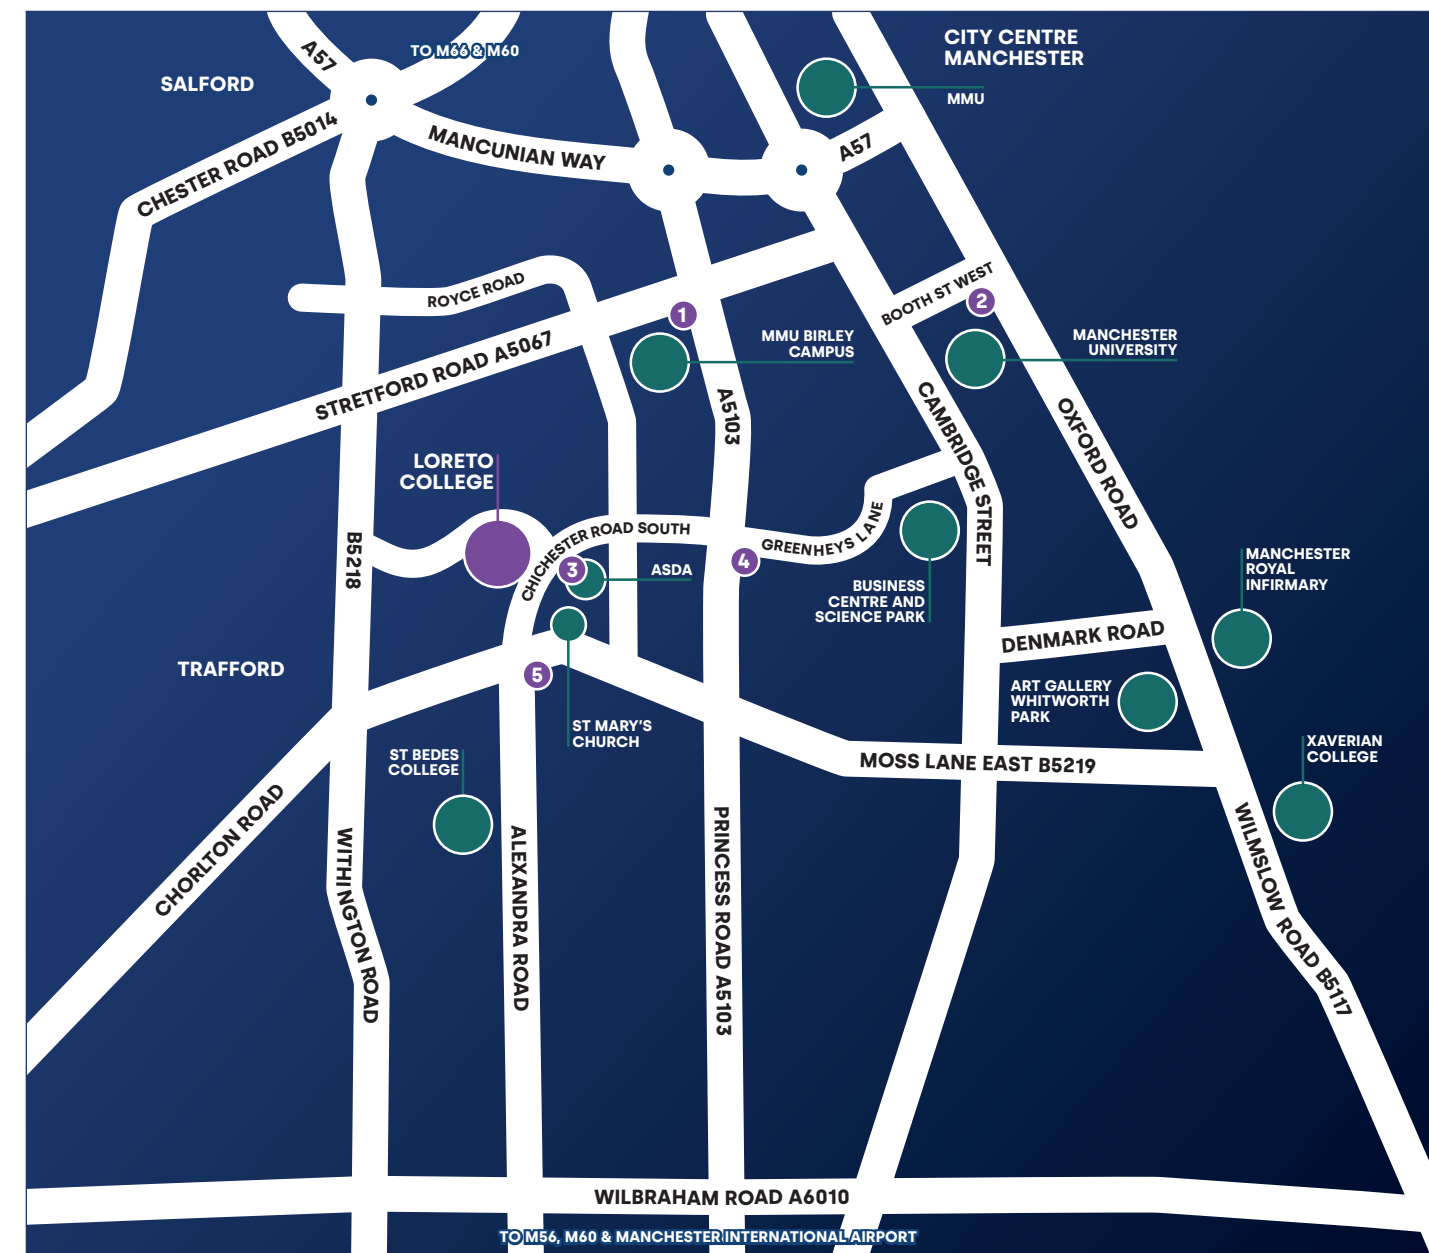 A57
TO M66 & M60
CITY CENTRE
MANCHESTER
SALFORD
MMU
CHESTER ROAD B5014
MANCUNIAN WAY
A57
ROYCE ROAD
BOOTH ST WEST
1
2
STRETFORD ROAD A5067
MMU BIRLEY
CAMPUS
MANCHESTER
UNIVERSITY
A5103
CAMBRIDGE STREET
OXFORD ROAD
LORETO
COLLEGE
B5218
CHICHESTER ROAD SOUTH
GREENHEYS LANE
3
ASDA
4
BUSINESS
CENTRE AND
SCIENCE PARK
MANCHESTER
ROYAL
INFIRMARY
DENMARK ROAD
TRAFFORD
5
ART GALLERY
WHITWORTH
PARK
ST MARY'S
CHURCH
ST BEDES
COLLEGE
MOSS LANE EAST B5219
XAVERIAN
COLLEGE
CHORLTON ROAD
WITHINGTON ROAD
ALEXANDRA ROAD
PRINCESS ROAD A5103
WILMSLOW ROAD B5117
WILBRAHAM ROAD A6010
TO M56, M60 & MANCHESTER INTERNATIONAL AIRPORT